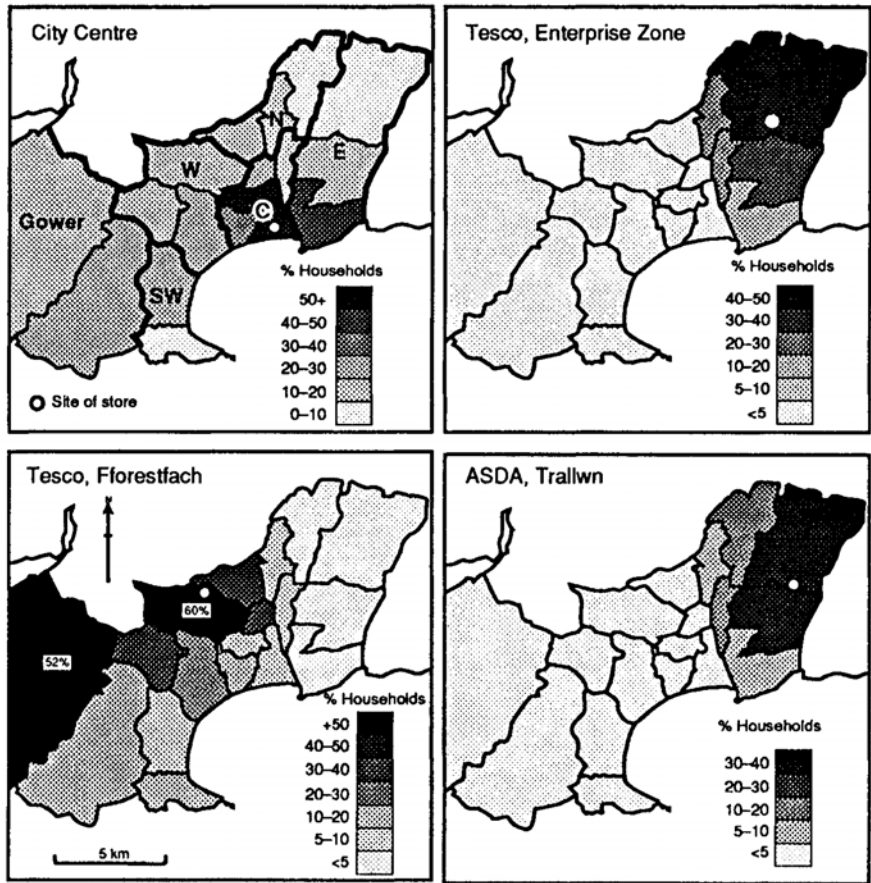 City Centre
N
E
W
C
Gower
SW
% Households
50+
40–50
30–40
20–30
10–20
0–10
Site of store
Tesco, Enterprise Zone
% Households
40–50
30–40
20–30
10–20
5–10
<5
Tesco, Fforestfach
N
60%
52%
% Households
+50
40–50
30–40
20–30
10–20
5–10
<5
5 km
ASDA, Trallwn
% Households
30–40
20–30
10–20
5–10
<5